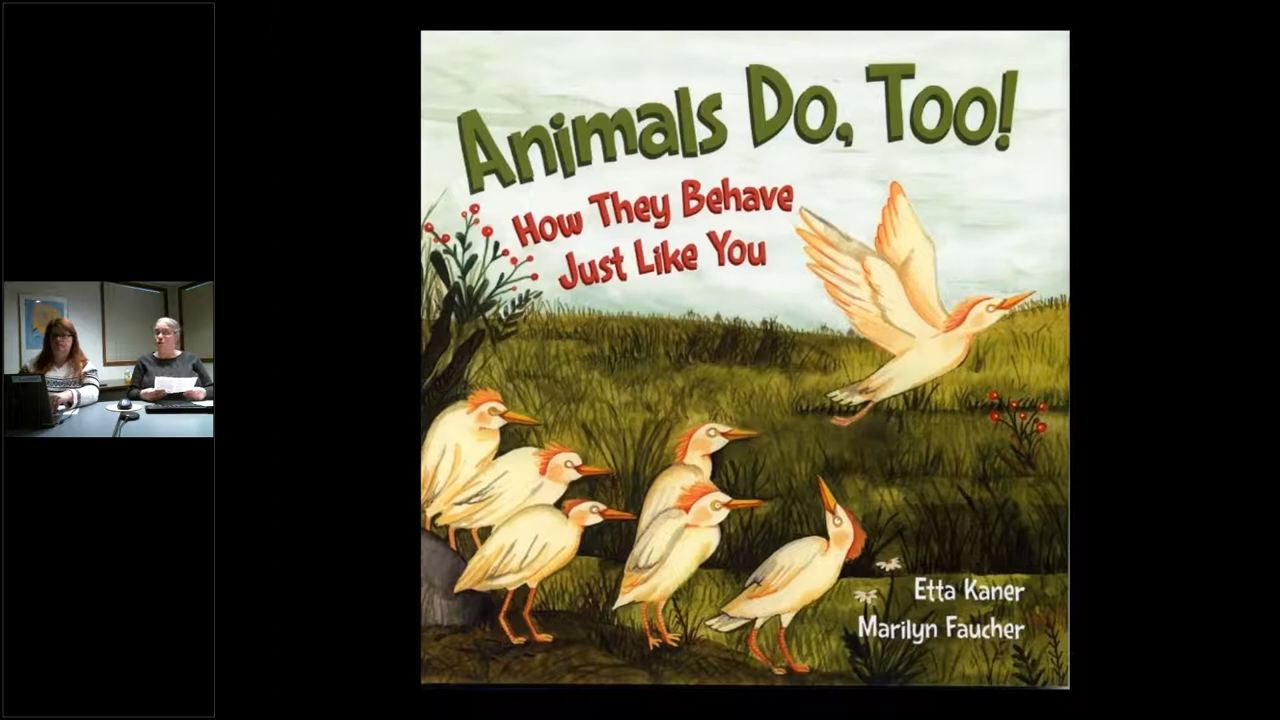 Animals Do, Too!
How They Behave
Just Like You
Etta Kaner
Marilyn Faucher